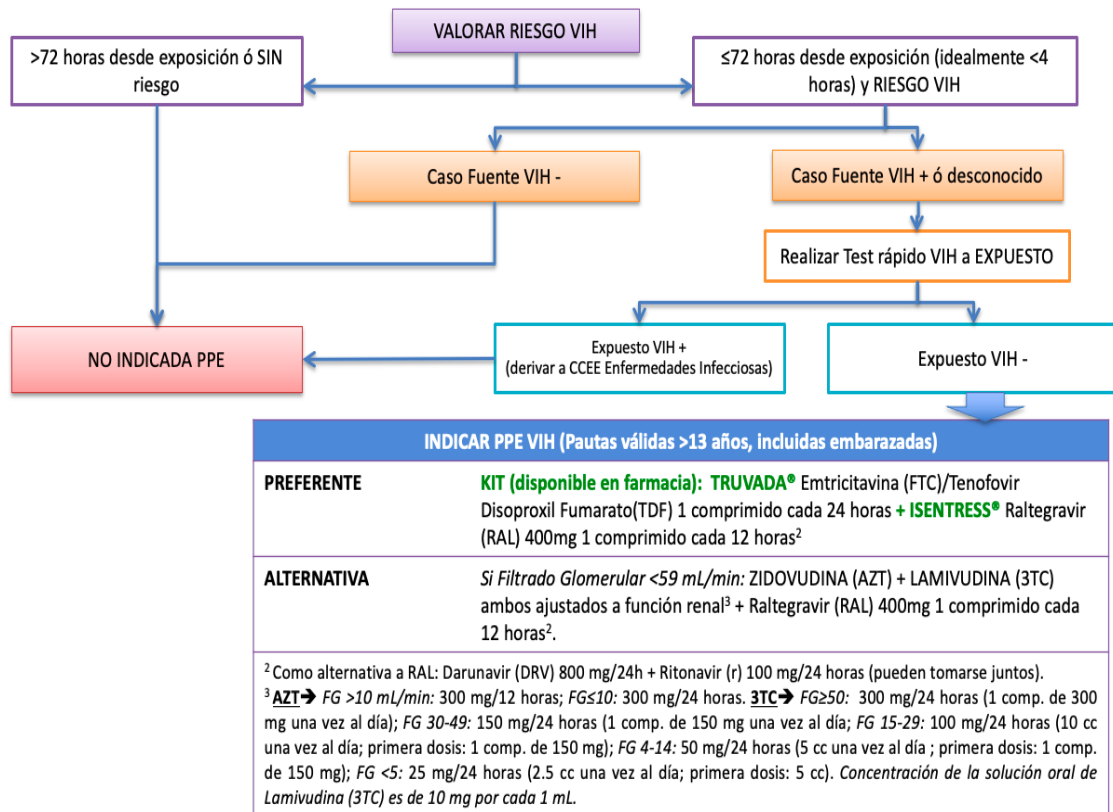 VALORAR RIESGO VIH
>72 horas desde exposición ó SIN
riesgo
≤72 horas desde exposición (idealmente <4
horas) y RIESGO VIH
Caso Fuente VIH -
Caso Fuente VIH + ó desconocido
Realizar Test rápido VIH a EXPUESTO
NO INDICADA PPE
Expuesto VIH +
(derivar a CCEE Enfermedades Infecciosas)
Expuesto VIH -
INDICAR PPE VIH (Pautas válidas >13 años, incluidas embarazadas)
PREFERENTE
KIT (disponible en farmacia): TRUVADA® Emtricitavina (FTC)/Tenofovir
Disoproxil Fumarato(TDF) 1 comprimido cada 24 horas + ISENTRESS® Raltegravir
(RAL) 400mg 1 comprimido cada 12 horas²
ALTERNATIVA
Si Filtrado Glomerular <59 mL/min: ZIDOVUDINA (AZT) + LAMIVUDINA (3TC)
ambos ajustados a función renal³ + Raltegravir (RAL) 400mg 1 comprimido cada
12 horas².
² Como alternativa a RAL: Darunavir (DRV) 800 mg/24h + Ritonavir (r) 100 mg/24 horas (pueden tomarse juntos).
³ AZT➔ FG >10 mL/min: 300 mg/12 horas; FG≤10: 300 mg/24 horas. 3TC➔ FG≥50: 300 mg/24 horas (1 comp. de 300
mg una vez al día); FG 30-49: 150 mg/24 horas (1 comp. de 150 mg una vez al día; FG 15-29: 100 mg/24 horas (10 cc
una vez al día; primera dosis: 1 comp. de 150 mg); FG 4-14: 50 mg/24 horas (5 cc una vez al día ; primera dosis: 1 comp.
de 150 mg); FG <5: 25 mg/24 horas (2.5 cc una vez al día; primera dosis: 5 cc). Concentración de la solución oral de
Lamivudina (3TC) es de 10 mg por cada 1 mL.